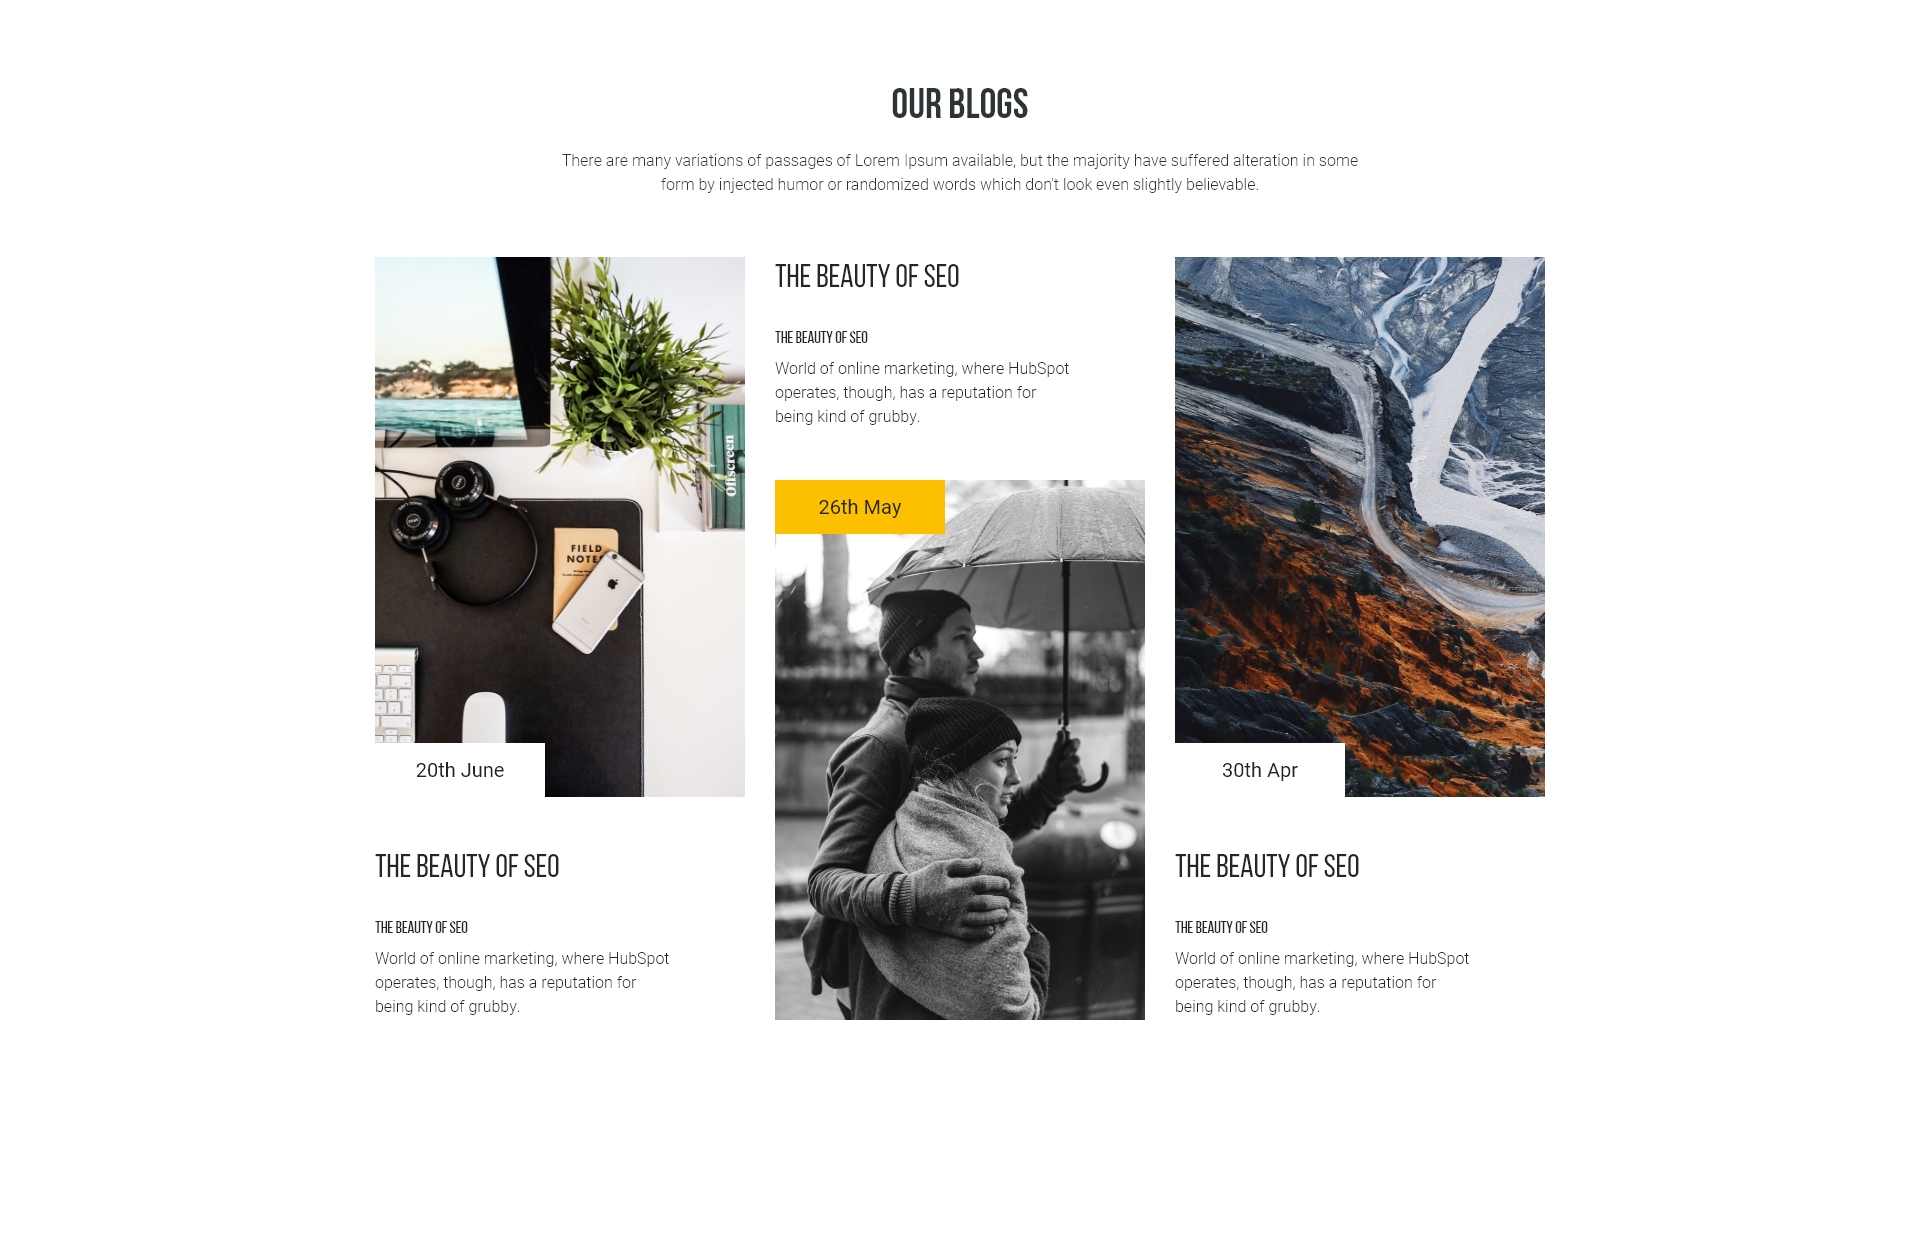 OUR BLOGS
There are many variations of passages of Lorem Ipsum available, but the majority have suffered alteration in some
form by injected humor or randomized words which don't look even slightly believable.
Offscreen
FIELD
NOTES
20th June
THE BEAUTY OF SEO
THE BEAUTY OF SEO
World of online marketing, where HubSpot
operates, though, has a reputation for
being kind of grubby.
THE BEAUTY OF SEO
THE BEAUTY OF SEO
World of online marketing, where HubSpot
operates, though, has a reputation for
being kind of grubby.
26th May
30th Apr
THE BEAUTY OF SEO
THE BEAUTY OF SEO
World of online marketing, where HubSpot
operates, though, has a reputation for
being kind of grubby.